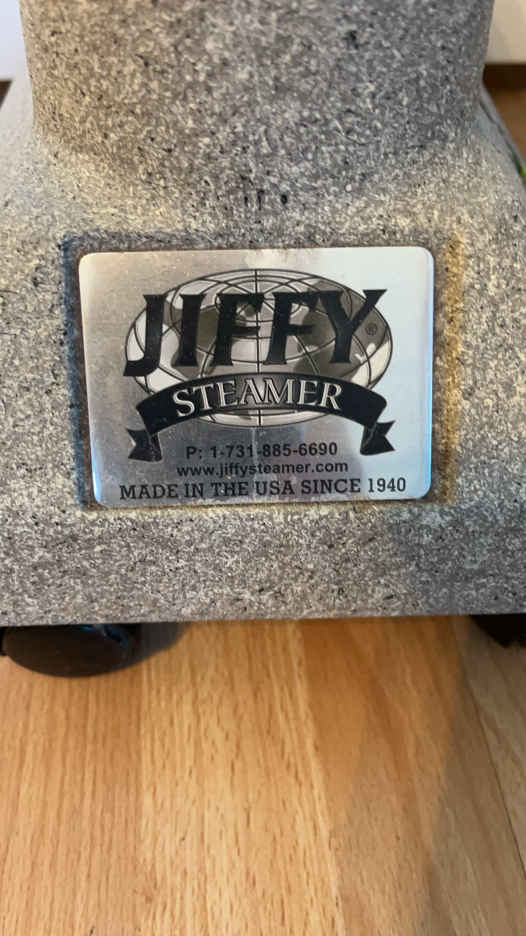 JIFFY®
STEAMER
P: 1-731-885-6690
www.jiffysteamer.com
MADE IN THE USA SINCE 1940